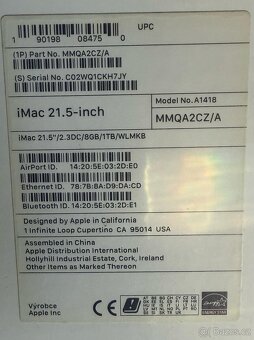 1 90198 08475 0 UPC
(1P) Part No. MMQA2CZ/A
(S) Serial No. C02WQ1CKH7JY
iMac 21.5-inch
Model No. A1418
MMQA2CZ/A
iMac 21.5"/2.3DC/8GB/1TB/WLMKB
AirPort ID. 14:20:5E:03:2D:E0
Ethernet ID. 78:7B:8A:D9:DA:CD
Bluetooth ID. 14:20:5E:03:2D:E1
Designed by Apple in California
1 Infinite Loop Cupertino CA 95014 USA
Assembled in China
Apple Distribution International
Hollyhill Industrial Estate, Cork, Ireland
Other Items as Marked Thereon
Výrobce
Apple Inc
CE
ENERGY STAR